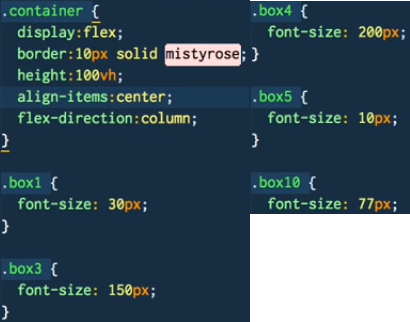 .container {
  display:flex;
  border:10px solid mistyrose;
  height:100vh;
  align-items:center;
  flex-direction:column;
}
.box1 {
  font-size: 30px;
}
.box3 {
  font-size: 150px;
}
.box4 {
  font-size: 200px;
}
.box5 {
  font-size: 10px;
}
.box10 {
  font-size: 77px;